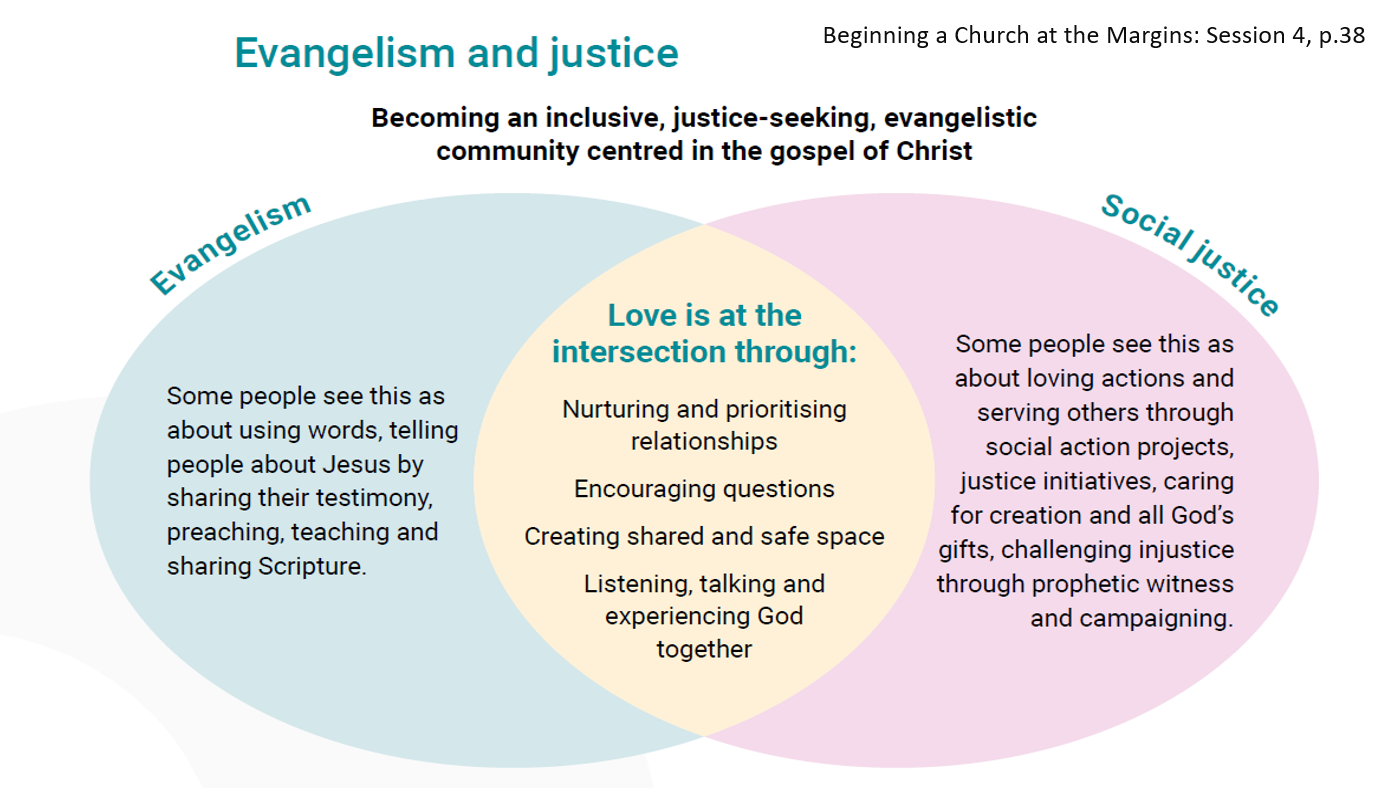 Beginning a Church at the Margins: Session 4, p.38
Evangelism and justice
Becoming an inclusive, justice-seeking, evangelistic
community centred in the gospel of Christ
Evangelism
Some people see this as
about using words, telling
people about Jesus by
sharing their testimony,
preaching, teaching and
sharing Scripture.
Love is at the
intersection through:
Nurturing and prioritising
relationships
Encouraging questions
Creating shared and safe space
Listening, talking and
experiencing God
together
Social justice
Some people see this as
about loving actions and
serving others through
social action projects,
justice initiatives, caring
for creation and all God’s
gifts, challenging injustice
through prophetic witness
and campaigning.